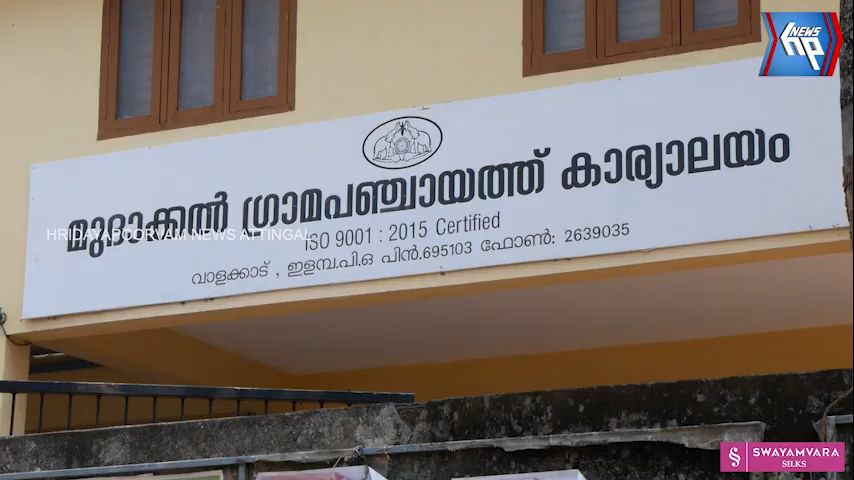 NEWS
hp
മുദാക്കൽ ഗ്രാമപഞ്ചായത്ത് കാര്യാലയം
HRIDAYAPOORVAM NEWS ATTINGAL
ISO 9001 : 2015 Certified
വാളക്കാട് , ഇളമ്പ.പി.ഒ പിൻ.695103 ഫോൺ: 2639035
SWAYAMVARA
SILKS